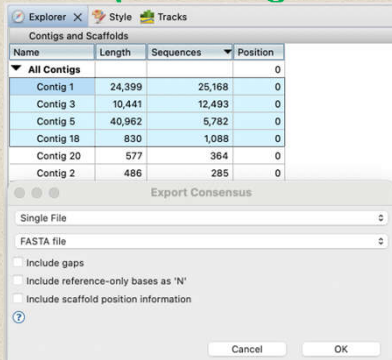 Explorer X Style Tracks
Contigs and Scaffolds
Name Length Sequences Position
All Contigs 0
Contig 1 24,399 25,168 0
Contig 3 10,441 12,493 0
Contig 5 40,962 5,782 0
Contig 18 830 1,088 0
Contig 20 577 364 0
Contig 2 486 285 0
Export Consensus
Single File
FASTA file
Include gaps
Include reference-only bases as 'N'
Include scaffold position information
?
Cancel OK